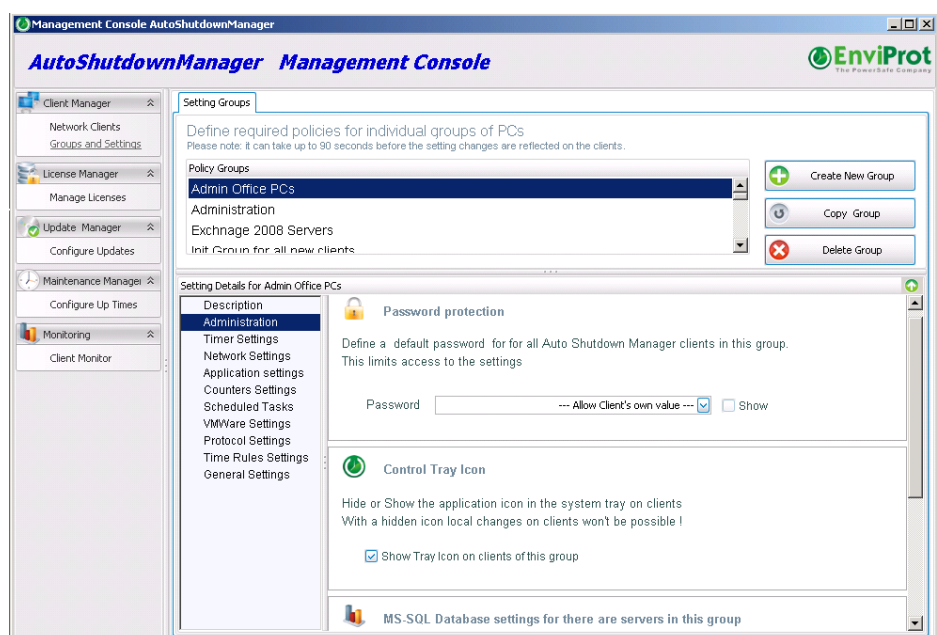 Management Console AutoShutdownManager
AutoShutdownManager Management Console
EnviProt
The PowerSafe Company
Client Manager
Network Clients
Groups and Settings
License Manager
Manage Licenses
Update Manager
Configure Updates
Maintenance Manager
Configure Up Times
Monitoring
Client Monitor
Setting Groups
Define required policies for individual groups of PCs
Please note: it can take up to 90 seconds before the setting changes are reflected on the clients.
Policy Groups
Admin Office PCs
Administration
Exchnage 2008 Servers
Init Group for all new clients
Create New Group
Copy Group
Delete Group
Setting Details for Admin Office PCs
Description
Administration
Timer Settings
Network Settings
Application settings
Counters Settings
Scheduled Tasks
VMWare Settings
Protocol Settings
Time Rules Settings
General Settings
Password protection
Define a default password for for all Auto Shutdown Manager clients in this group.
This limits access to the settings
Password --- Allow Client's own value --- Show
Control Tray Icon
Hide or Show the application icon in the system tray on clients
With a hidden icon local changes on clients won't be possible !
Show Tray Icon on clients of this group
MS-SQL Database settings for there are servers in this group